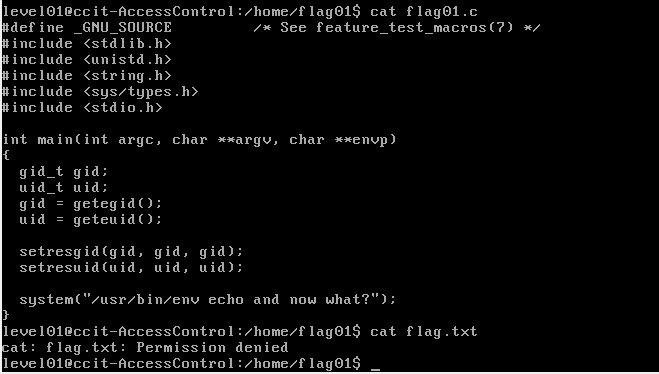 level01@ccit-AccessControl:/home/flag01$ cat flag01.c
#define _GNU_SOURCE         /* See feature_test_macros(7) */
#include <stdlib.h>
#include <unistd.h>
#include <string.h>
#include <sys/types.h>
#include <stdio.h>

int main(int argc, char **argv, char **envp)
{
  gid_t gid;
  uid_t uid;
  gid = getegid();
  uid = geteuid();

  setresgid(gid, gid, gid);
  setresuid(uid, uid, uid);

  system("/usr/bin/env echo and now what?");
}
level01@ccit-AccessControl:/home/flag01$ cat flag.txt
cat: flag.txt: Permission denied
level01@ccit-AccessControl:/home/flag01$ _